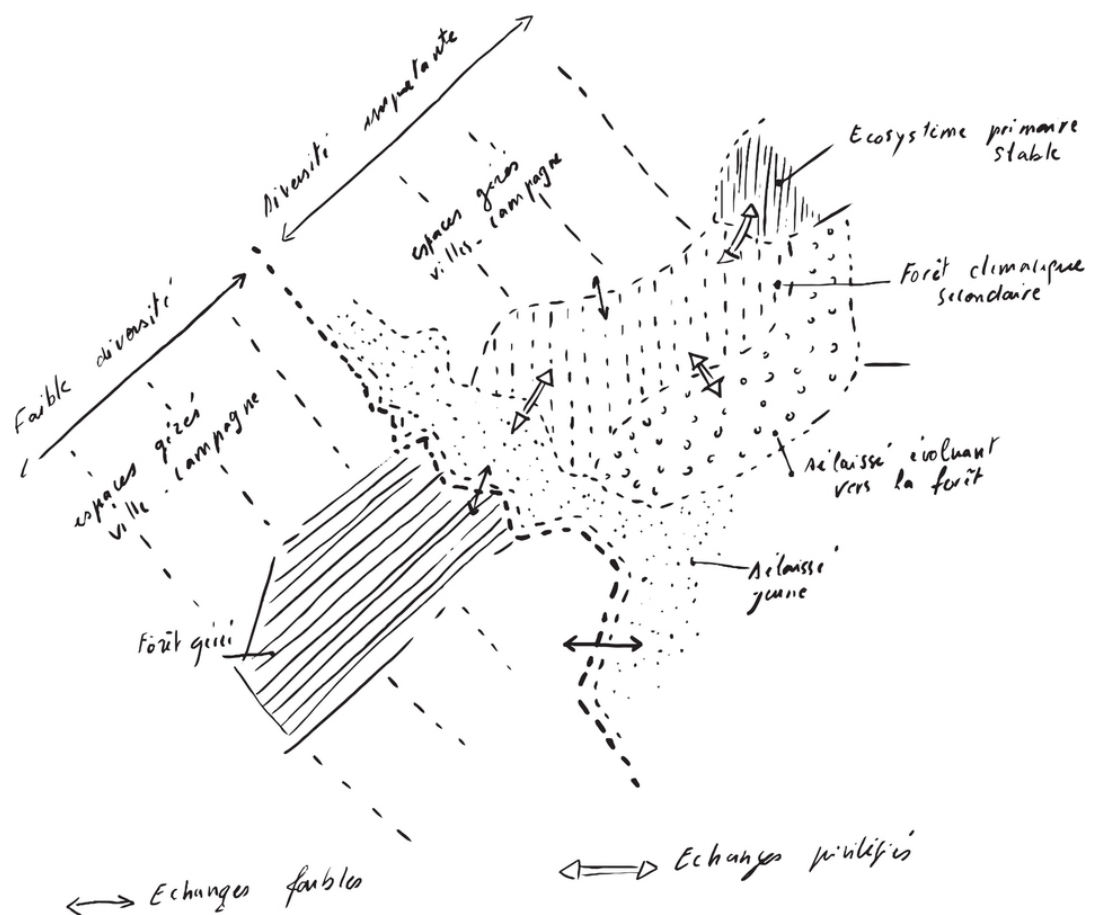 Diversité importante
Ecosystème primaire
stable
espaces gérés
villes-campagne
Forêt climacique
secondaire
Faible diversité
espaces gérés
ville-campagne
délaissé évoluant
vers la forêt
délaissé
jeune
Forêt gérée
Echanges faibles
Echanges privilégiés